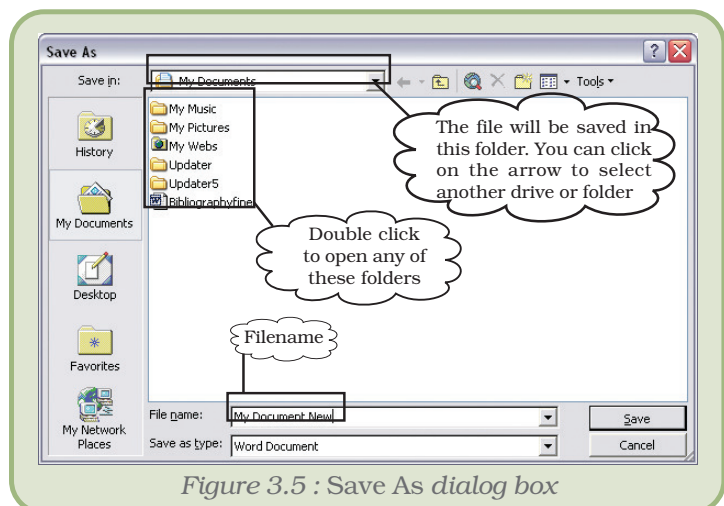 Save As
Save in:
My Documents
Tools
History
My Documents
Desktop
Favorites
My Network
Places
My Music
My Pictures
My Webs
Updater
Updater5
Bibliographyfine
The file will be saved in
this folder. You can click
on the arrow to select
another drive or folder
Double click
to open any of
these folders
Filename
File name:
My Document New
Save
Save as type:
Word Document
Cancel
Figure 3.5 : Save As dialog box